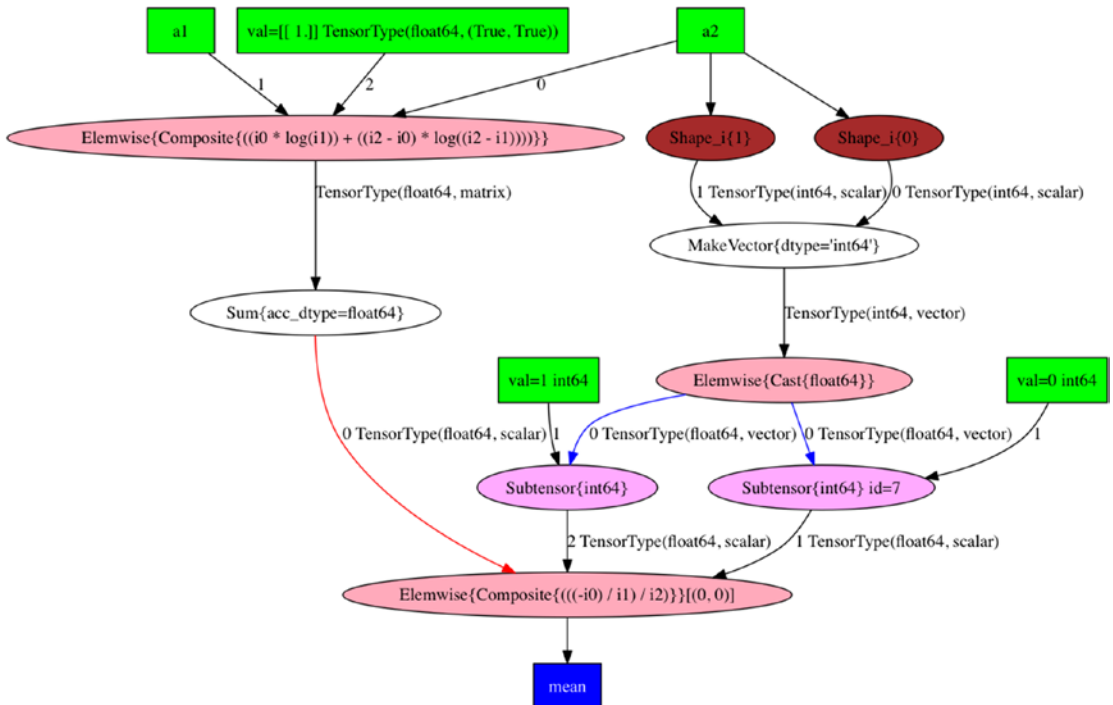 a1
val=[[ 1.]] TensorType(float64, (True, True))
a2
1
2
0
Elemwise{Composite{((i0 * log(i1)) + ((i2 - i0) * log((i2 - i1))))}}
Shape_i{1}
Shape_i{0}
TensorType(float64, matrix)
1 TensorType(int64, scalar)
0 TensorType(int64, scalar)
MakeVector{dtype='int64'}
Sum{acc_dtype=float64}
TensorType(int64, vector)
val=1 int64
Elemwise{Cast{float64}}
val=0 int64
0 TensorType(float64, scalar)
1
0 TensorType(float64, vector)
0 TensorType(float64, vector)
1
Subtensor{int64}
Subtensor{int64} id=7
2 TensorType(float64, scalar)
1 TensorType(float64, scalar)
Elemwise{Composite{(((-i0) / i1) / i2)}}[(0, 0)]
mean